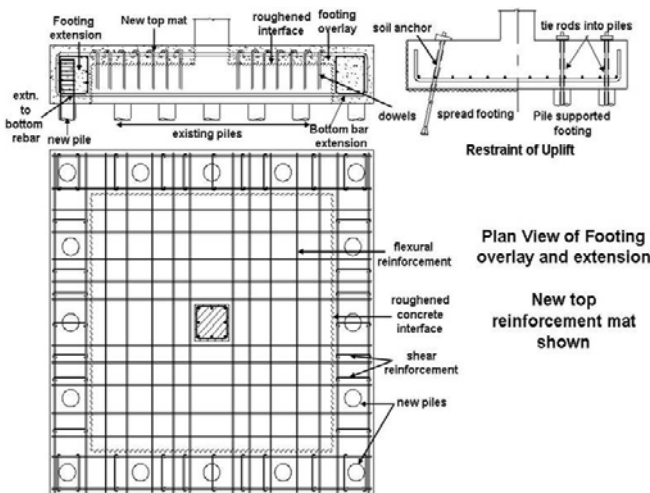 Footing
extension
New top mat
roughened
interface
footing
overlay
extn.
to
bottom
rebar
new pile
existing piles
dowels
Bottom bar
extension
soil anchor
tie rods into piles
spread footing
Pile supported
footing
Restraint of Uplift
flexural
reinforcement
roughened
concrete
interface
shear
reinforcement
new piles
Plan View of Footing
overlay and extension
New top
reinforcement mat
shown